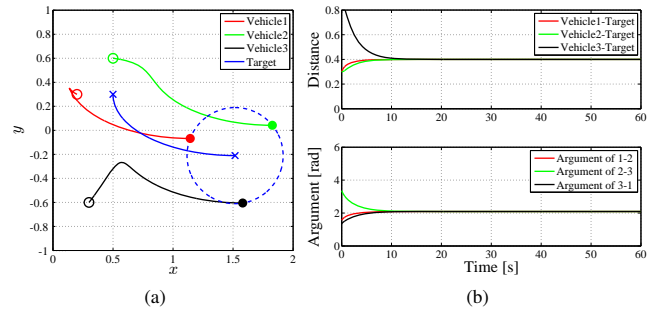 1
0.8
0.6
0.4
0.2
0
-0.2
-0.4
-0.6
-0.8
-1
y
0
0.5
1
1.5
2
x
Vehicle1
Vehicle2
Vehicle3
Target
(a)
0.8
0.6
0.4
0.2
0
Distance
0
10
20
30
40
50
60
Vehicle1-Target
Vehicle2-Target
Vehicle3-Target
6
4
2
0
Argument [rad]
0
10
20
30
40
50
60
Time [s]
Argument of 1-2
Argument of 2-3
Argument of 3-1
(b)